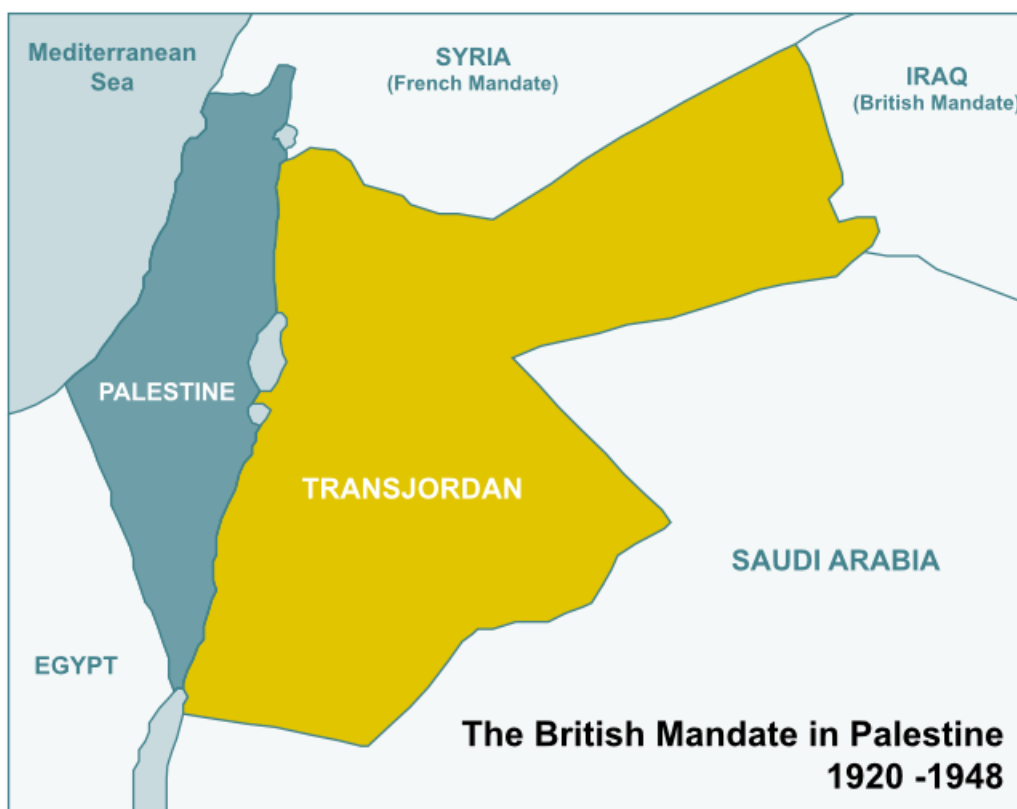 Mediterranean
Sea
SYRIA
(French Mandate)
IRAQ
(British Mandate)
PALESTINE
TRANSJORDAN
SAUDI ARABIA
EGYPT
The British Mandate in Palestine
1920 -1948